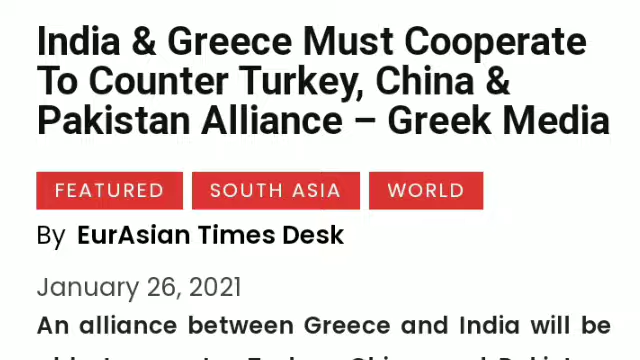 India & Greece Must Cooperate
To Counter Turkey, China &
Pakistan Alliance – Greek Media
FEATURED SOUTH ASIA WORLD
By EurAsian Times Desk
January 26, 2021
An alliance between Greece and India will be